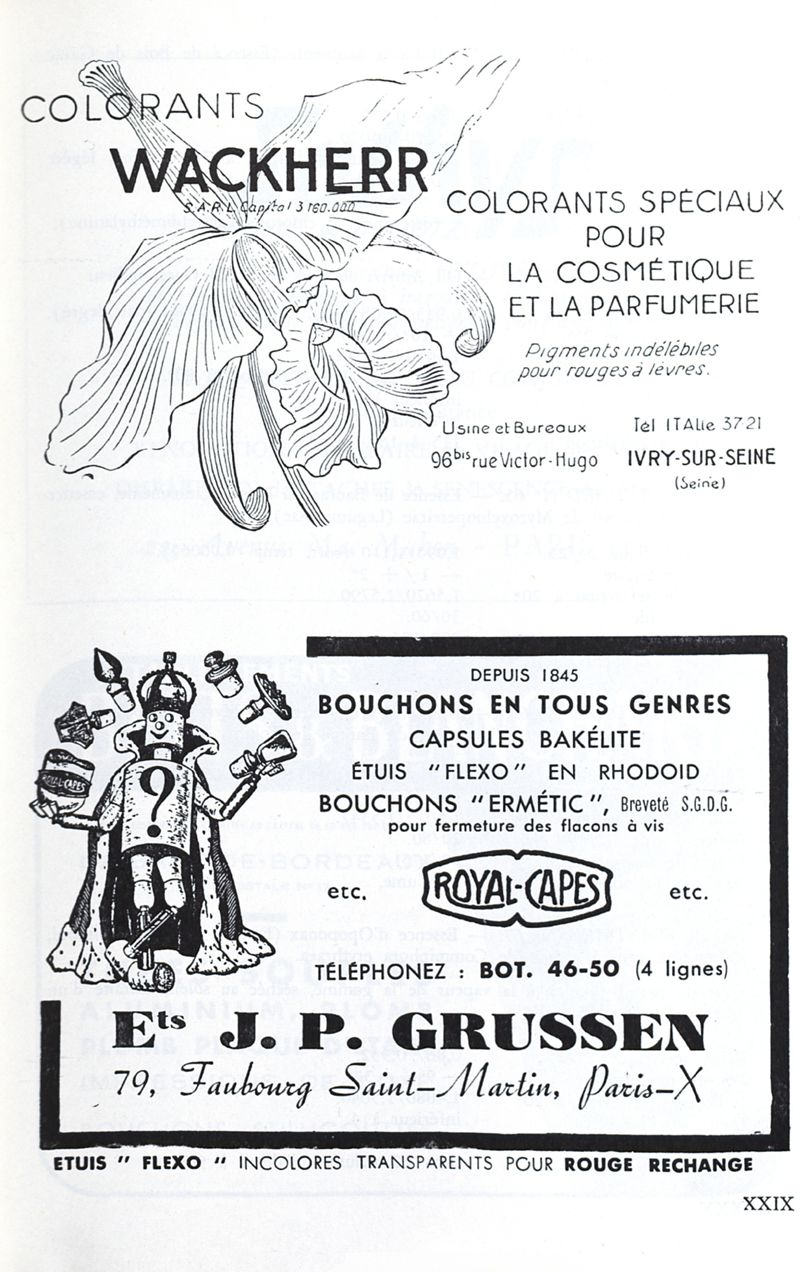 COLORANTS
WACKHERR
S.A.R.L. Capital 3 160.000
COLORANTS SPÉCIAUX
POUR
LA COSMÉTIQUE
ET LA PARFUMERIE
Pigments indélébiles
pour rouges à lèvres.
Usine et Bureaux
96bis rue Victor-Hugo
Tél ITAlie 37 21
IVRY-SUR-SEINE
(Seine)
DEPUIS 1845
BOUCHONS EN TOUS GENRES
CAPSULES BAKÉLITE
ÉTUIS "FLEXO" EN RHODOID
BOUCHONS "ERMÉTIC", Breveté S.G.D.G.
pour fermeture des flacons à vis
etc. ROYAL-CAPES etc.
ROYAL-CAPES
?
TÉLÉPHONEZ : BOT. 46-50 (4 lignes)
Ets J. P. GRUSSEN
79, Faubourg Saint-Martin, Paris-X
ETUIS " FLEXO " INCOLORES TRANSPARENTS POUR ROUGE RECHANGE
XXIX